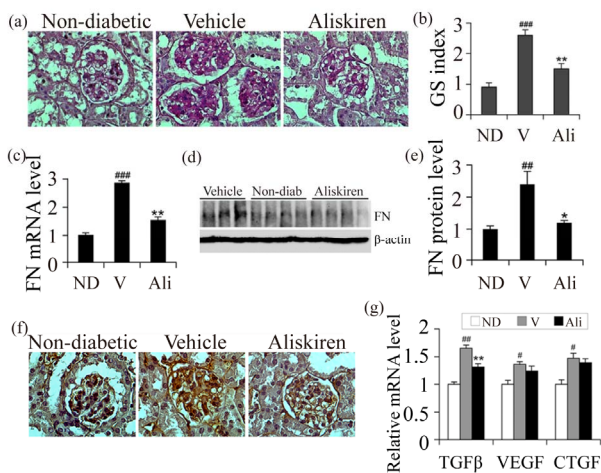 (a) Non-diabetic Vehicle Aliskiren
(b)
GS index
3
2
1
0
###
**
ND V Ali
(c)
FN mRNA level
4
3
2
1
0
###
**
ND V Ali
(d)
Vehicle Non-diab Aliskiren
FN
β-actin
(e)
FN protein level
4
3
2
1
0
##
*
ND V Ali
(f)
Non-diabetic Vehicle Aliskiren
(g)
ND V Ali
Relative mRNA level
2
1.5
1
0.5
0
##
**
#
#
TGFβ VEGF CTGF